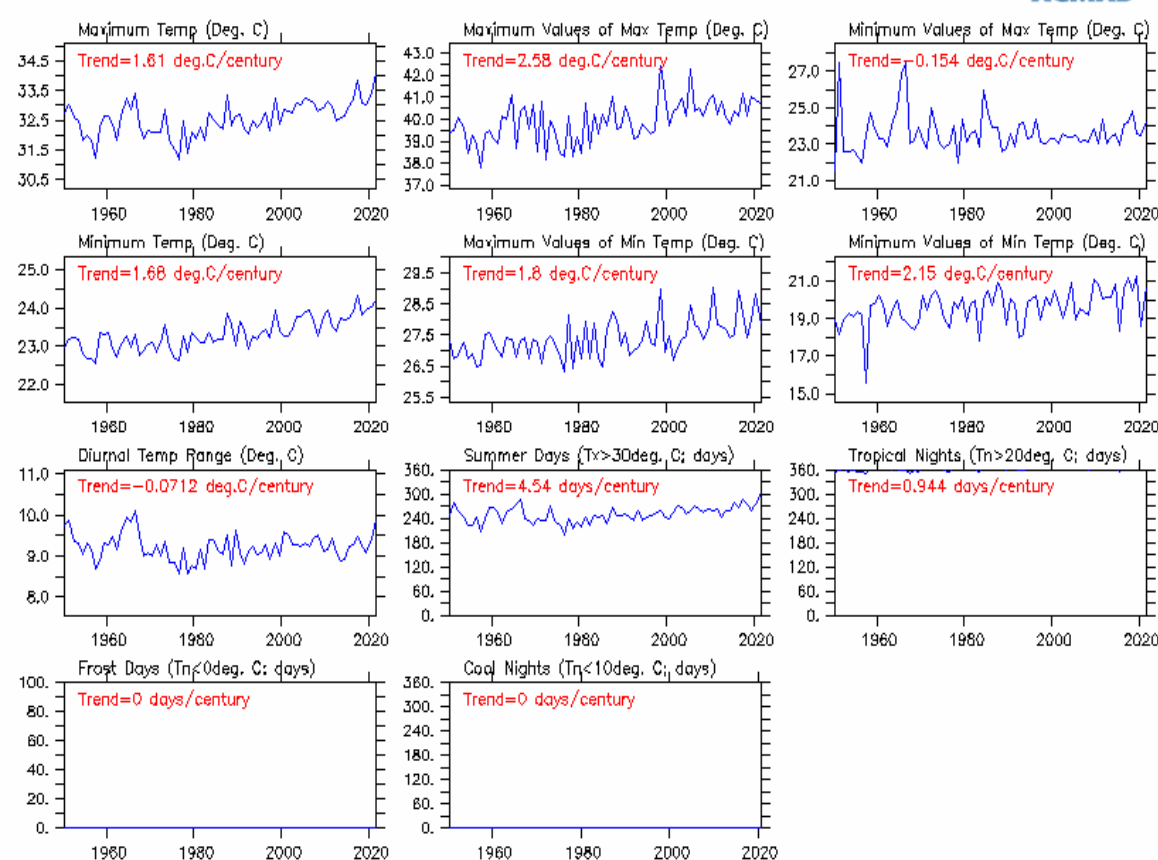 Maximum Temp (Deg. C)
Trend=1.61 deg.C/century
34.5
33.5
32.5
31.5
30.5
1960 1980 2000 2020
Maximum Values of Max Temp (Deg. C)
Trend=2.58 deg.C/century
43.0
42.0
41.0
40.0
39.0
38.0
37.0
1960 1980 2000 2020
Minimum Values of Max Temp (Deg. C)
Trend=-0.154 deg.C/century
27.0
25.0
23.0
21.0
1960 1980 2000 2020
Minimum Temp (Deg. C)
Trend=1.68 deg.C/century
25.0
24.0
23.0
22.0
1960 1980 2000 2020
Maximum Values of Min Temp (Deg. C)
Trend=1.8 deg.C/century
29.5
28.5
27.5
26.5
25.5
1960 1980 2000 2020
Minimum Values of Min Temp (Deg. C)
Trend=2.15 deg.C/century
21.0
19.0
17.0
15.0
1960 1980 2000 2020
Diurnal Temp Range (Deg. C)
Trend=-0.0712 deg.C/century
11.0
10.0
9.0
8.0
1960 1980 2000 2020
Summer Days (Tx>30deg. C; days)
Trend=4.54 days/century
360.
300.
240.
180.
120.
60.
0.
1960 1980 2000 2020
Tropical Nights (Tn>20deg. C; days)
Trend=0.944 days/century
360.
300.
240.
180.
120.
60.
0.
1960 1980 2000 2020
Frost Days (Tn<0deg. C; days)
Trend=0 days/century
100.
80.
60.
40.
20.
0.
1960 1980 2000 2020
Cool Nights (Tn<10deg. C; days)
Trend=0 days/century
360.
300.
240.
180.
120.
60.
0.
1960 1980 2000 2020